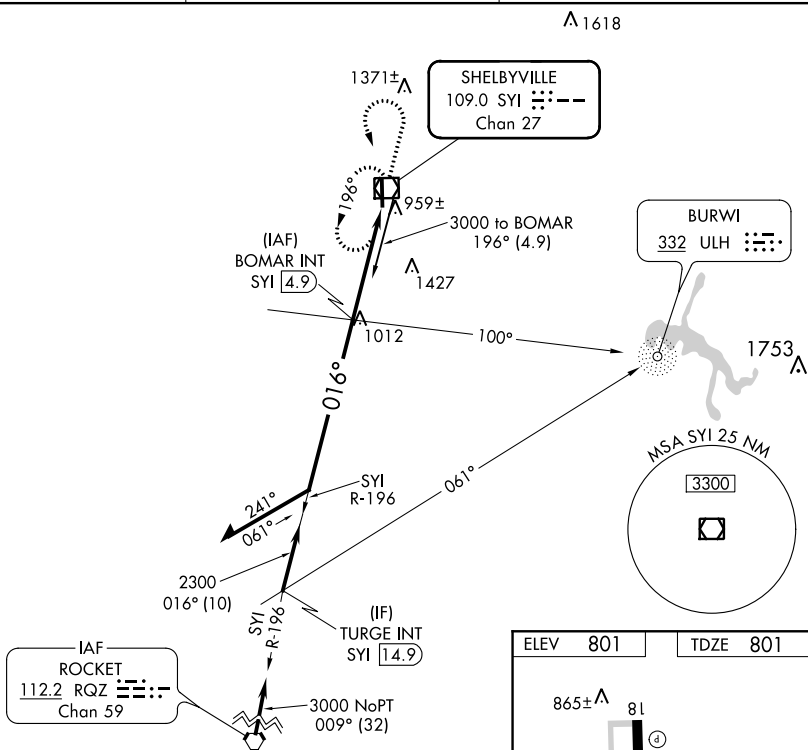 1618
1371±
SHELBYVILLE
109.0 SYI
Chan 27
196°
959±
3000 to BOMAR
196° (4.9)
BURWI
332 ULH
(IAF)
BOMAR INT
SYI 4.9
1427
1012
100°
1753
016°
MSA SYI 25 NM
3300
SYI
R-196
061°
241°
061°
2300
016° (10)
(IF)
TURGE INT
SYI 14.9
SYI
R-196
IAF
ROCKET
112.2 RQZ
Chan 59
3000 NoPT
009° (32)
ELEV 801
TDZE 801
865±
18
P